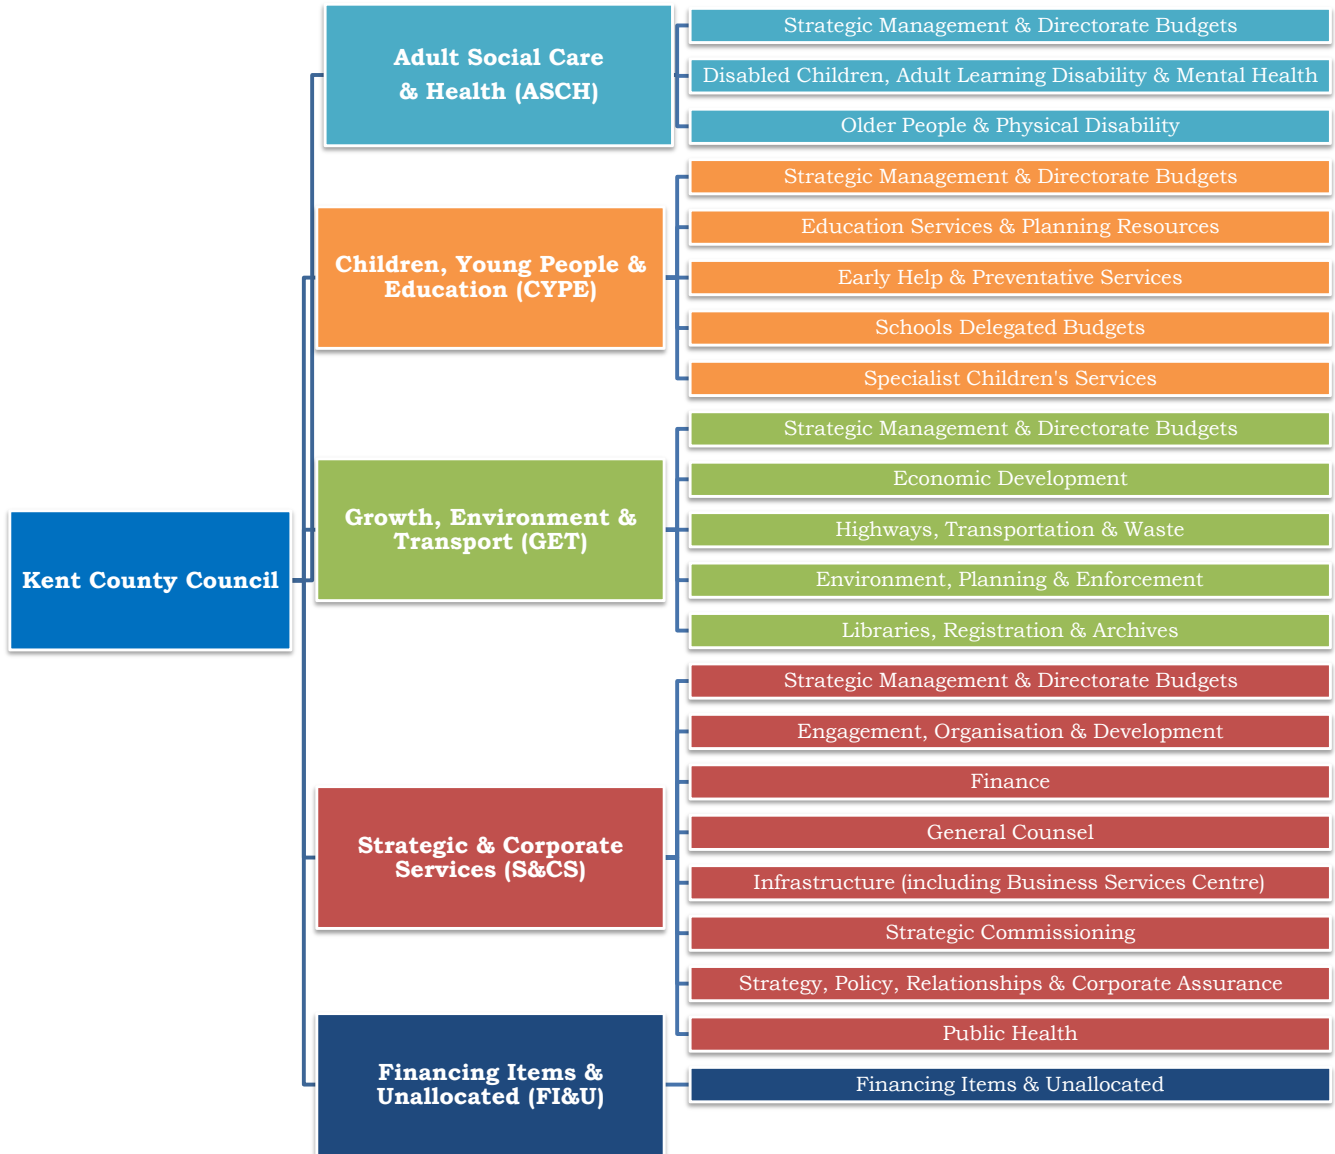 Kent County Council
Adult Social Care
& Health (ASCH)
Strategic Management & Directorate Budgets
Disabled Children, Adult Learning Disability & Mental Health
Older People & Physical Disability
Children, Young People &
Education (CYPE)
Strategic Management & Directorate Budgets
Education Services & Planning Resources
Early Help & Preventative Services
Schools Delegated Budgets
Specialist Children's Services
Growth, Environment &
Transport (GET)
Strategic Management & Directorate Budgets
Economic Development
Highways, Transportation & Waste
Environment, Planning & Enforcement
Libraries, Registration & Archives
Strategic & Corporate
Services (S&CS)
Strategic Management & Directorate Budgets
Engagement, Organisation & Development
Finance
General Counsel
Infrastructure (including Business Services Centre)
Strategic Commissioning
Strategy, Policy, Relationships & Corporate Assurance
Public Health
Financing Items &
Unallocated (FI&U)
Financing Items & Unallocated